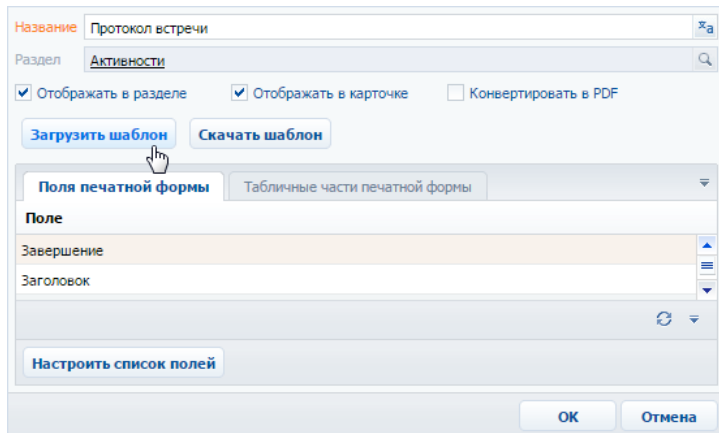 Название Протокол встречи xа
Раздел Активности
Отображать в разделе Отображать в карточке Конвертировать в PDF
Загрузить шаблон Скачать шаблон
Поля печатной формы Табличные части печатной формы
Поле
Завершение
Заголовок
Настроить список полей
OK Отмена